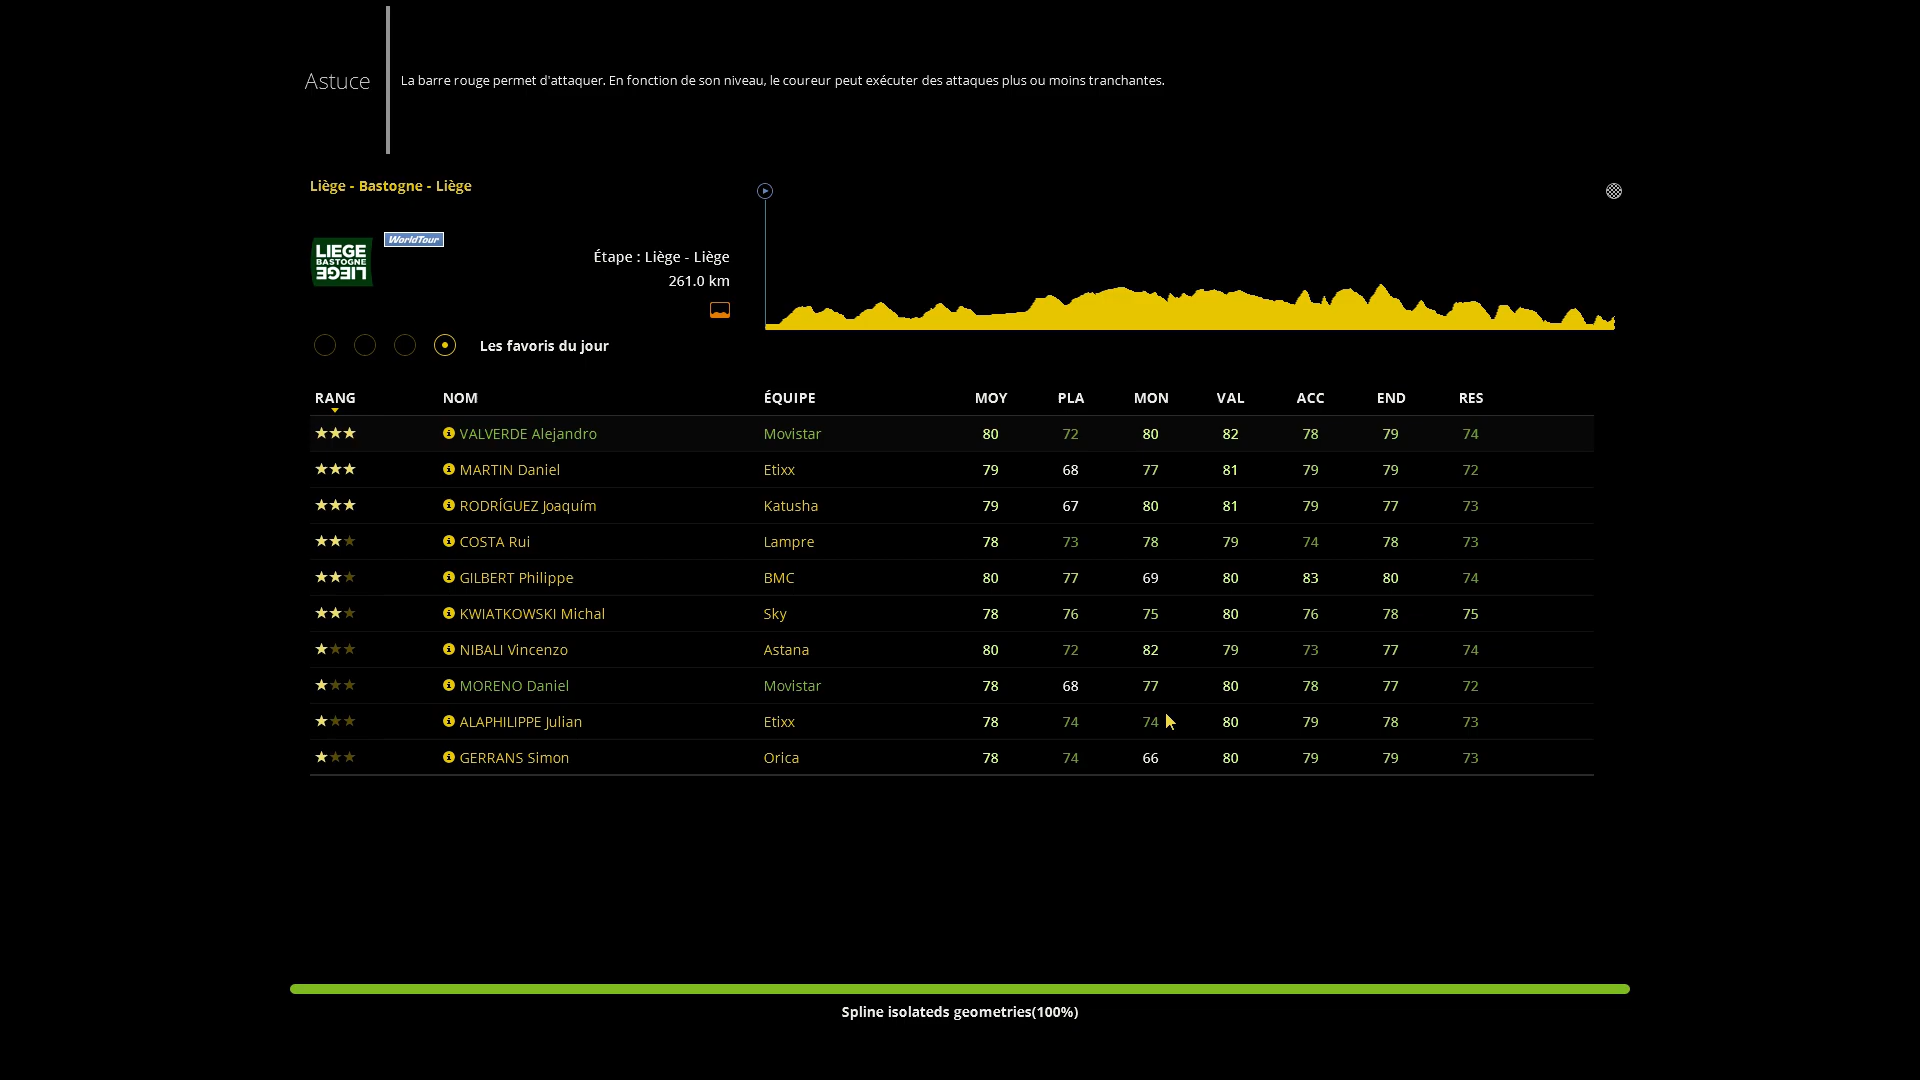 Astuce
La barre rouge permet d'attaquer. En fonction de son niveau, le coureur peut exécuter des attaques plus ou moins tranchantes.
Liège - Bastogne - Liège
LIEGE
BASTOGNE
LIEGE
WorldTour
Étape : Liège - Liège
261.0 km
Les favoris du jour
RANG NOM ÉQUIPE MOY PLA MON VAL ACC END RES
VALVERDE Alejandro Movistar 80 72 80 82 78 79 74
MARTIN Daniel Etixx 79 68 77 81 79 79 72
RODRÍGUEZ Joaquím Katusha 79 67 80 81 79 77 73
COSTA Rui Lampre 78 73 78 79 74 78 73
GILBERT Philippe BMC 80 77 69 80 83 80 74
KWIATKOWSKI Michal Sky 78 76 75 80 76 78 75
NIBALI Vincenzo Astana 80 72 82 79 73 77 74
MORENO Daniel Movistar 78 68 77 80 78 77 72
ALAPHILIPPE Julian Etixx 78 74 74 80 79 78 73
GERRANS Simon Orica 78 74 66 80 79 79 73
Spline isolateds geometries(100%)